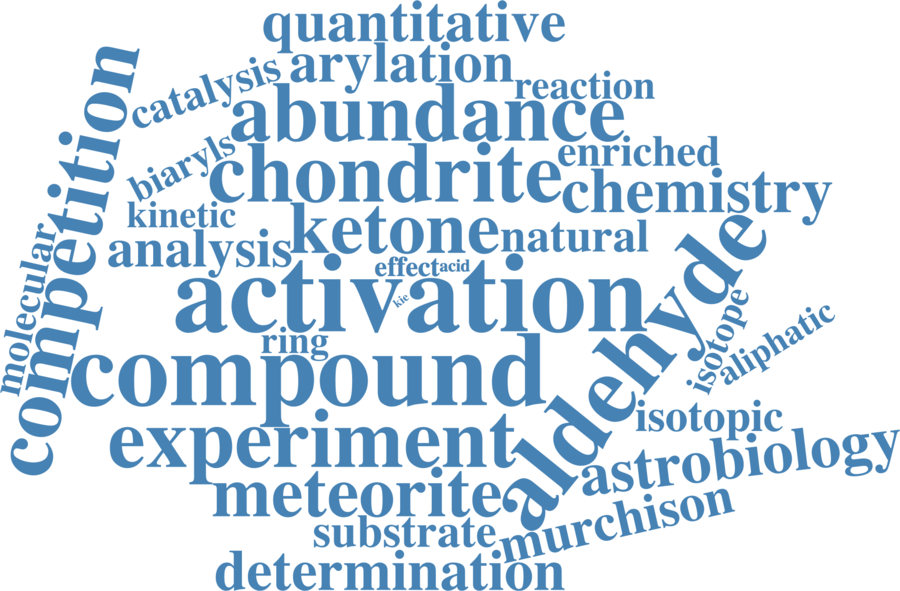 quantitative
catalysis
arylation
reaction
abundance
biaryls
chondrite
enriched
chemistry
competition
molecular
kinetic
analysis
ketone
natural
effect
acid
activation
kie
aldehyde
isotope
aliphatic
ring
compound
isotopic
experiment
astrobiology
meteorite
murchison
substrate
determination